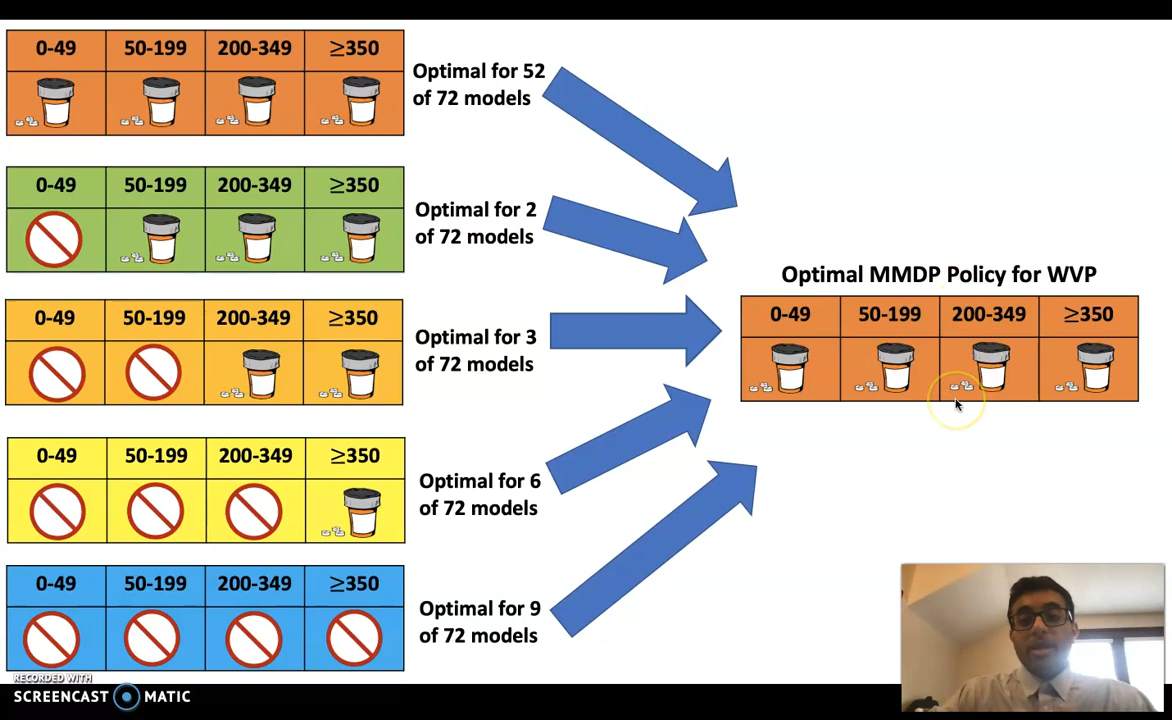 0-49 50-199 200-349 ≥350
Optimal for 52
of 72 models
0-49 50-199 200-349 ≥350
Optimal for 2
of 72 models
0-49 50-199 200-349 ≥350
Optimal for 3
of 72 models
0-49 50-199 200-349 ≥350
Optimal for 6
of 72 models
0-49 50-199 200-349 ≥350
Optimal for 9
of 72 models
Optimal MMDP Policy for WVP
0-49 50-199 200-349 ≥350
RECORDED WITH
SCREENCAST MATIC